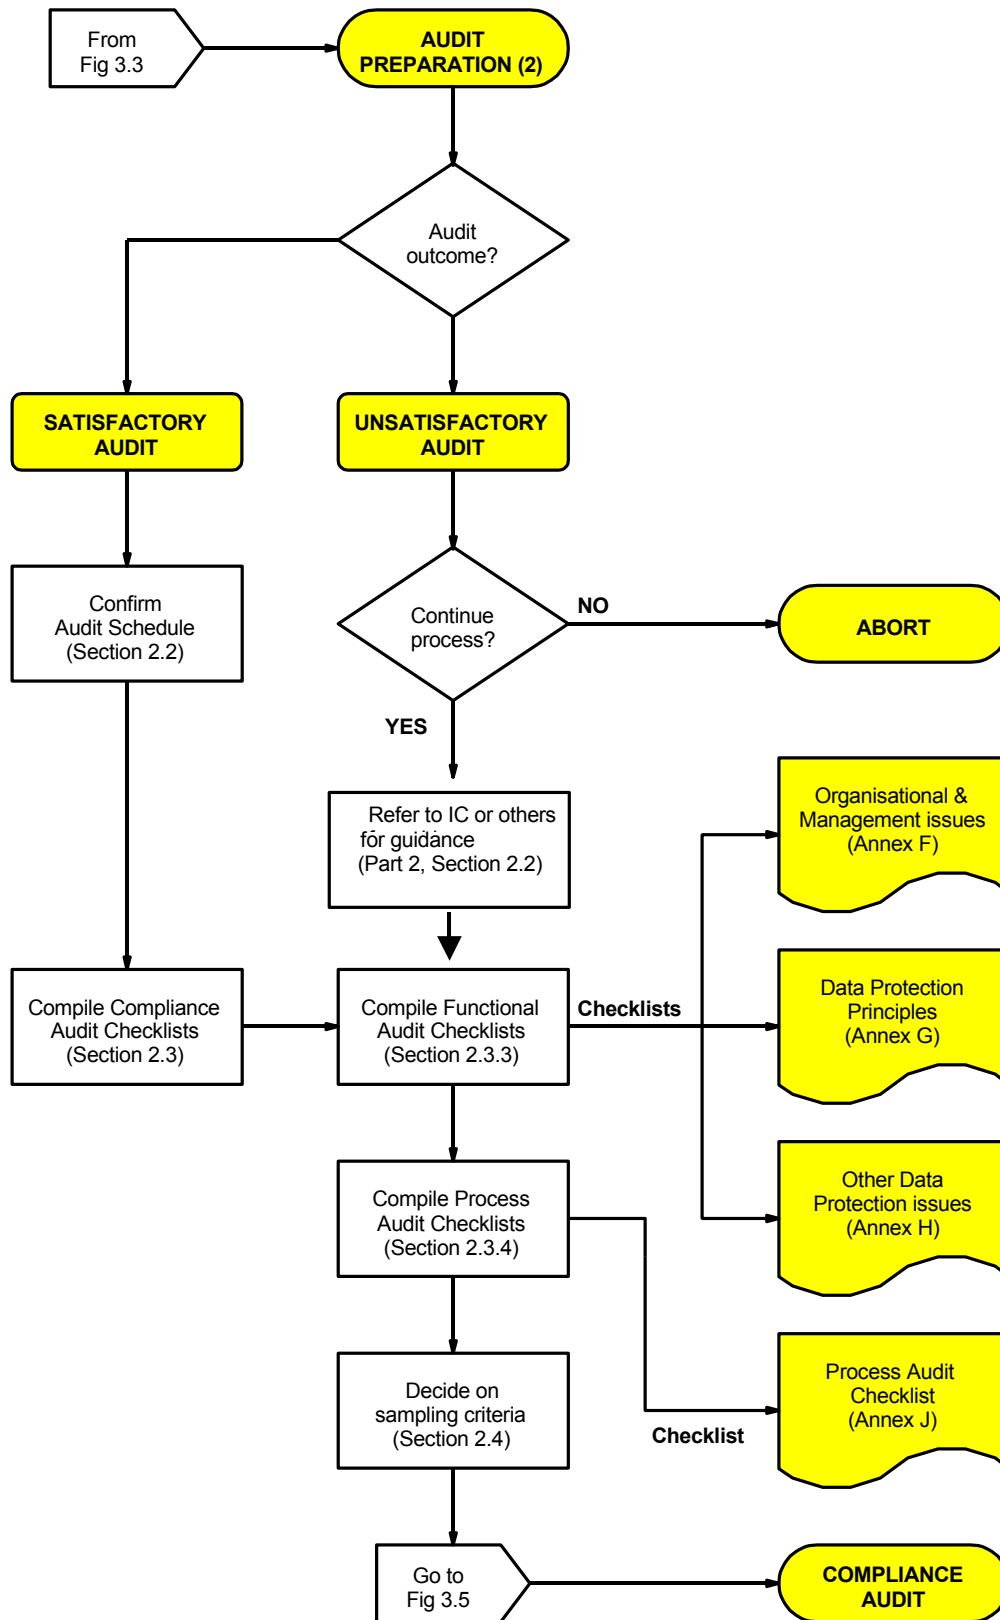 From
Fig 3.3
AUDIT
PREPARATION (2)
Audit
outcome?
SATISFACTORY
AUDIT
UNSATISFACTORY
AUDIT
Confirm
Audit Schedule
(Section 2.2)
Continue
process?
NO
ABORT
YES
Refer to IC or others
for guidance
(Part 2, Section 2.2)
Organisational &
Management issues
(Annex F)
Compile Compliance
Audit Checklists
(Section 2.3)
Compile Functional
Audit Checklists
(Section 2.3.3)
Checklists
Data Protection
Principles
(Annex G)
Compile Process
Audit Checklists
(Section 2.3.4)
Other Data
Protection issues
(Annex H)
Decide on
sampling criteria
(Section 2.4)
Checklist
Process Audit
Checklist
(Annex J)
Go to
Fig 3.5
COMPLIANCE
AUDIT